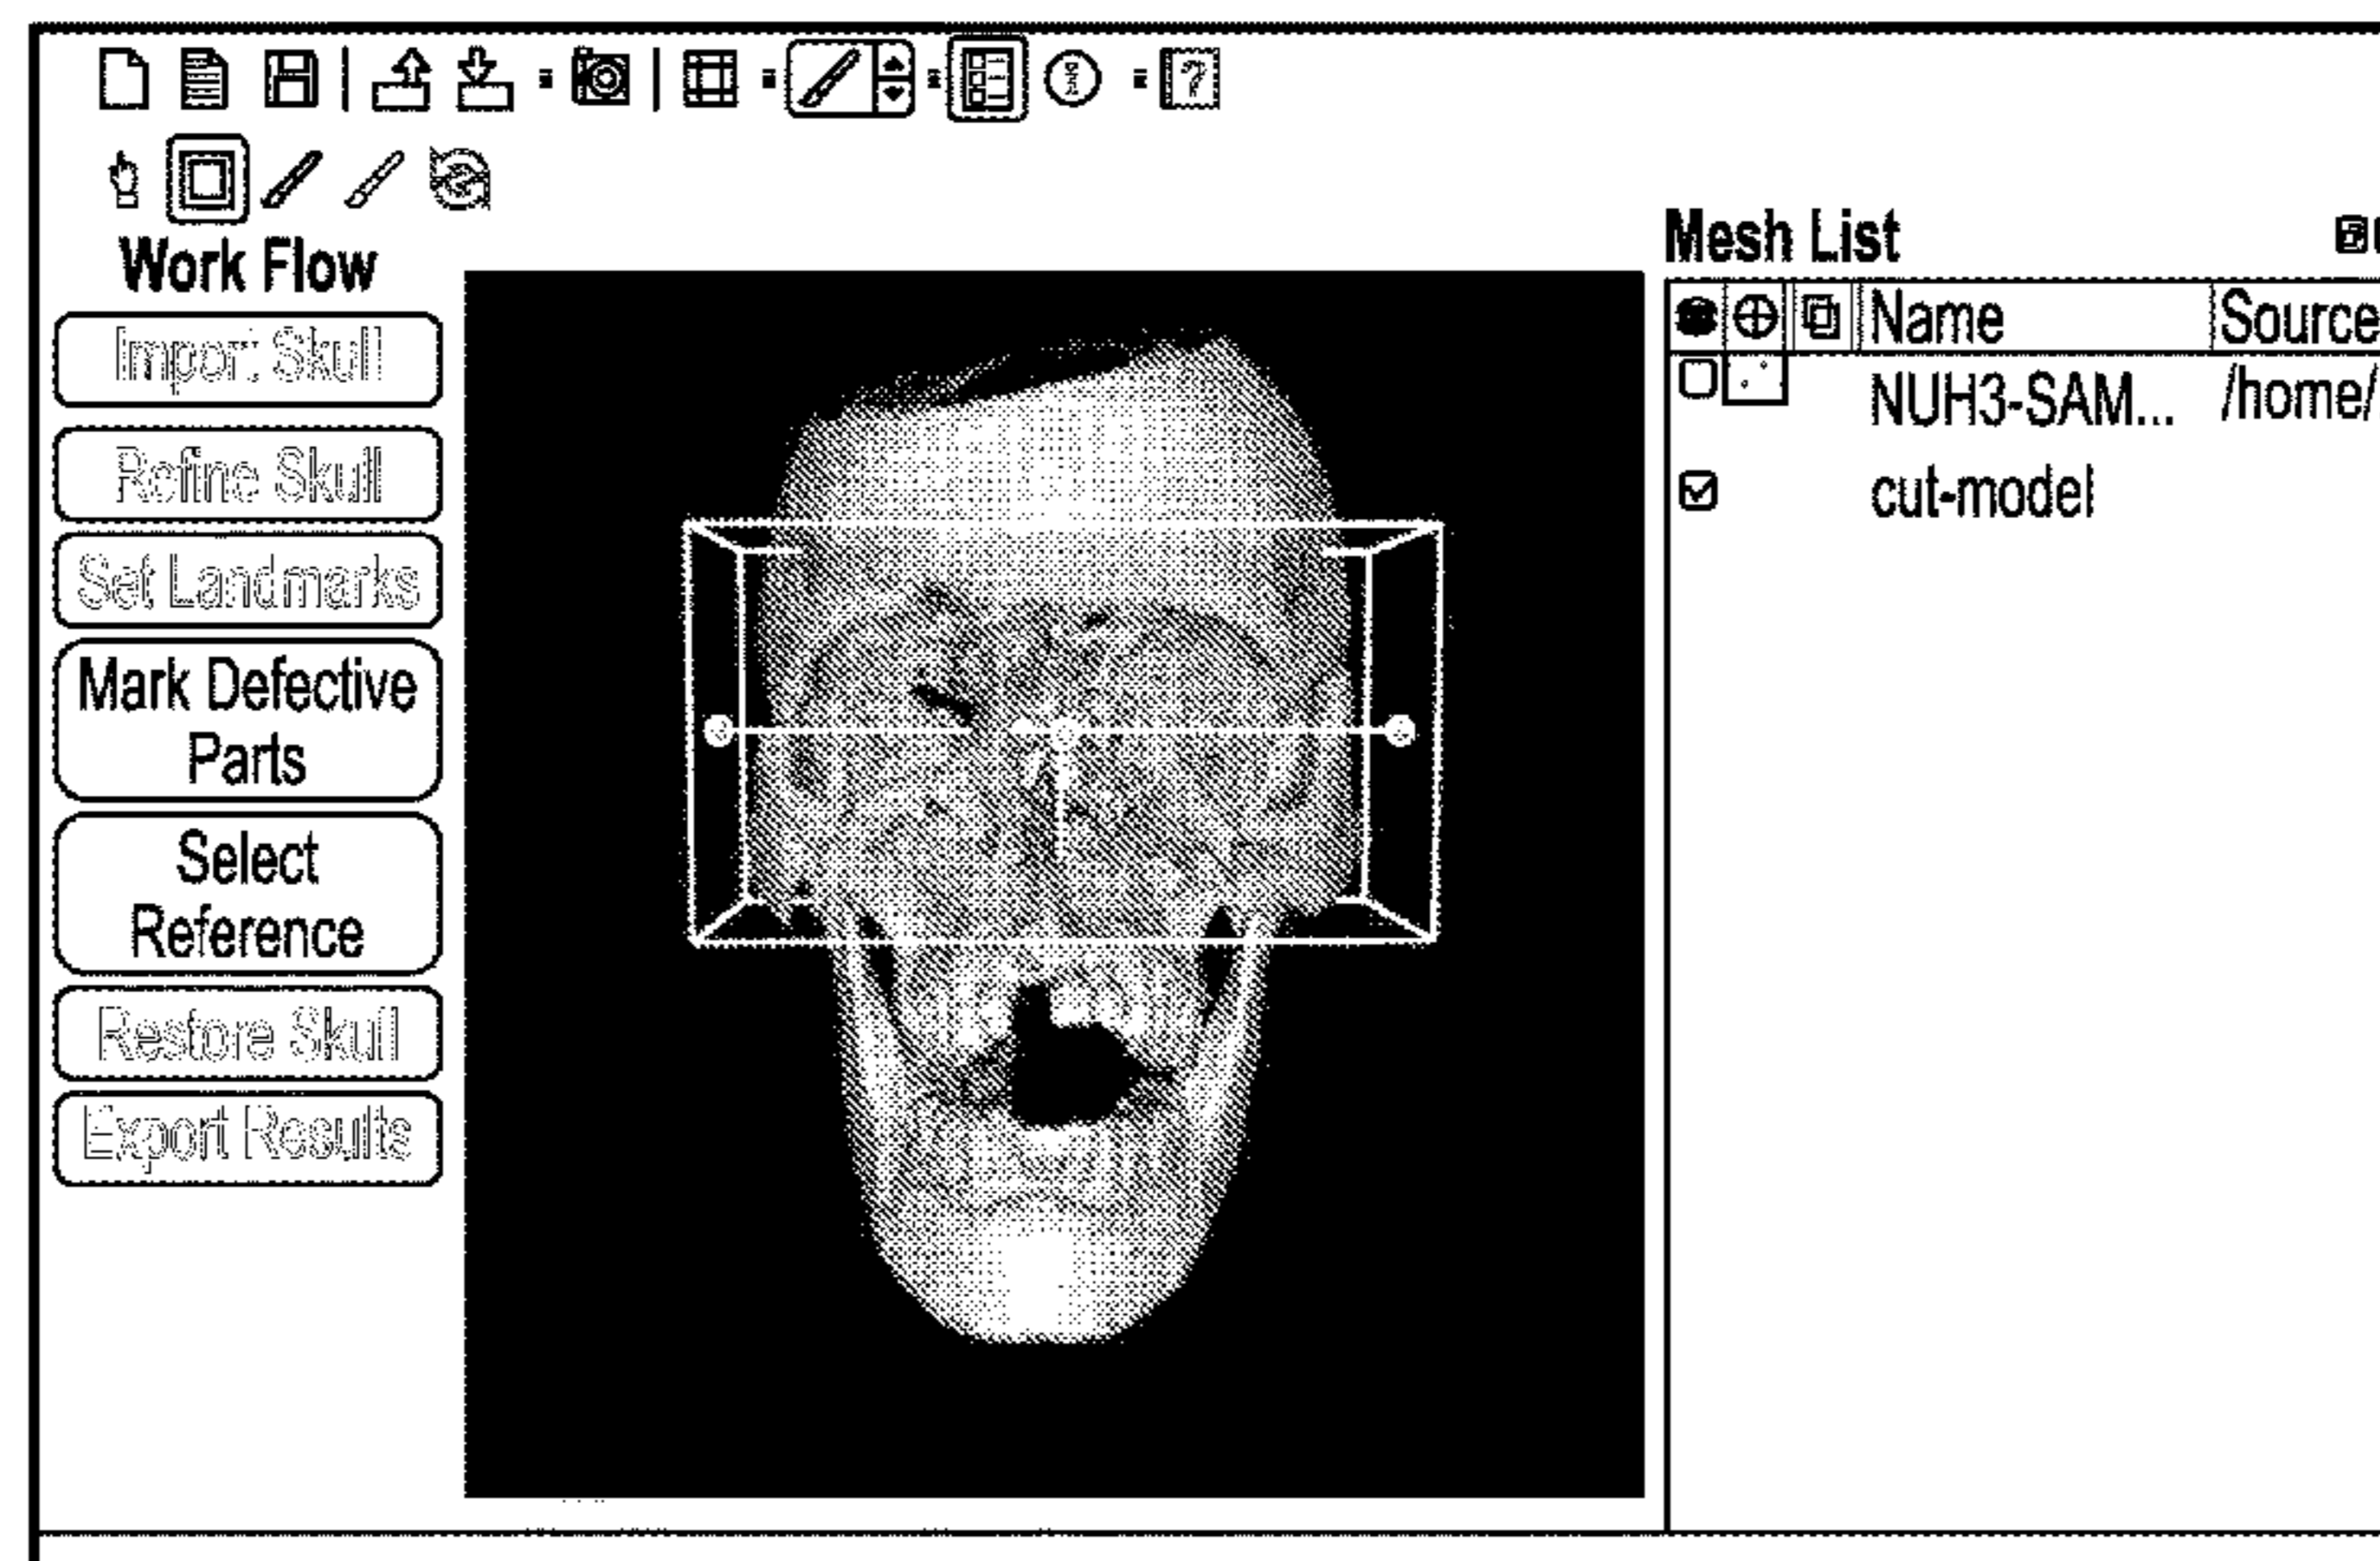 Work Flow
Import Skull
Refine Skull
Set Landmarks
Mark Defective
Parts
Select
Reference
Restore Skull
Export Results
Mesh List
Name Source
NUH3-SAM... /home/
cut-model